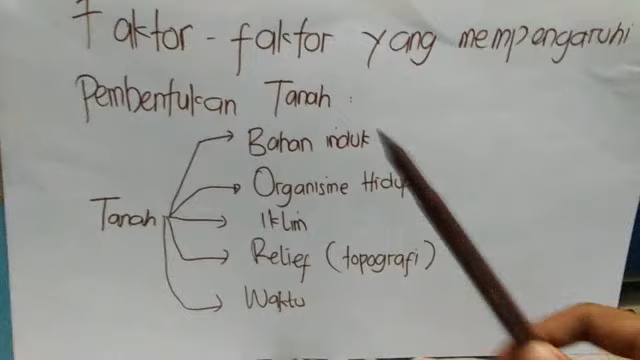 Faktor - faktor yang mempengaruhi
Pembentukan Tanah :
Bahan induk
Organisme Hidup
Tanah
Iklim
Relief (topografi)
Waktu